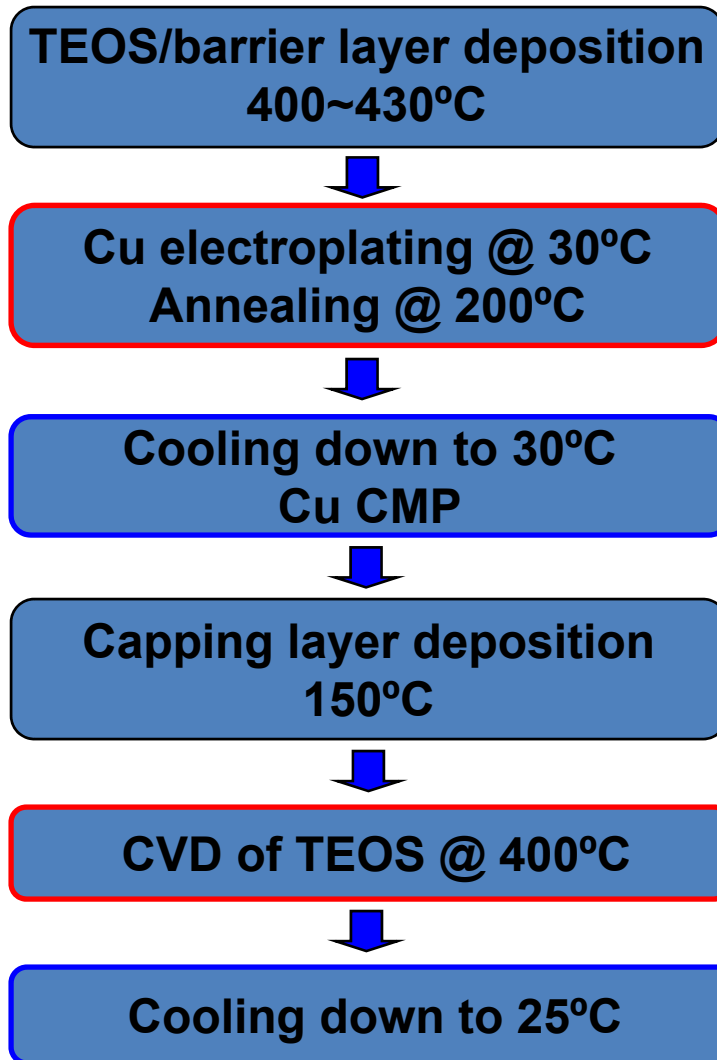 TEOS/barrier layer deposition
400~430ºC
Cu electroplating @ 30ºC
Annealing @ 200ºC
Cooling down to 30ºC
Cu CMP
Capping layer deposition
150ºC
CVD of TEOS @ 400ºC
Cooling down to 25ºC